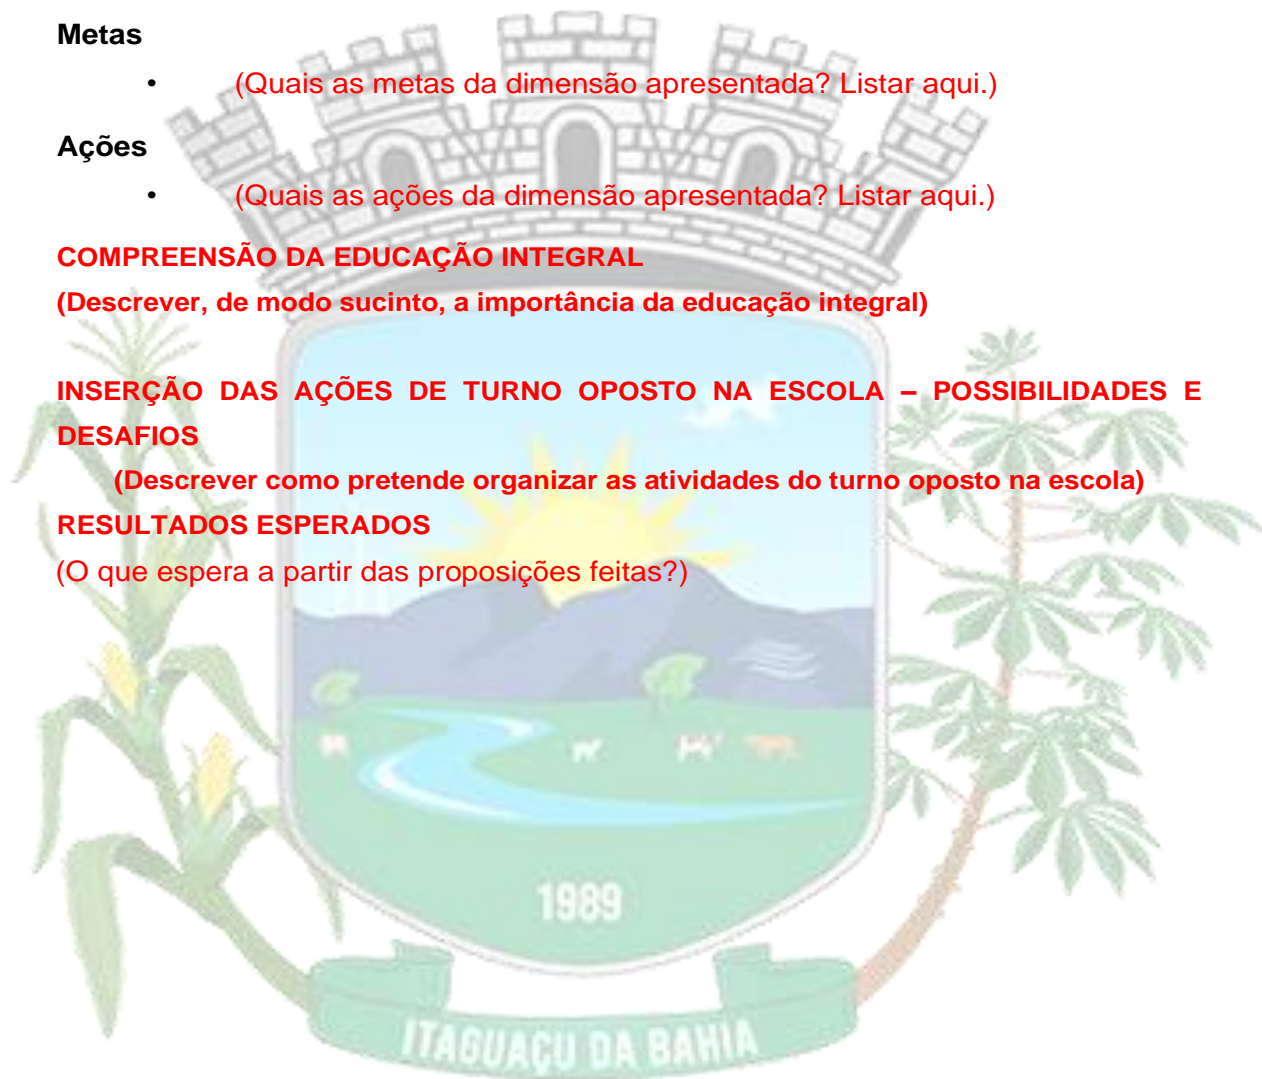 Metas
• (Quais as metas da dimensão apresentada? Listar aqui.)
Ações
• (Quais as ações da dimensão apresentada? Listar aqui.)
COMPREENSÃO DA EDUCAÇÃO INTEGRAL
(Descrever, de modo sucinto, a importância da educação integral)
INSERÇÃO DAS AÇÕES DE TURNO OPOSTO NA ESCOLA – POSSIBILIDADES E
DESAFIOS
(Descrever como pretende organizar as atividades do turno oposto na escola)
RESULTADOS ESPERADOS
(O que espera a partir das proposições feitas?)
1989
ITAGUAÇU DA BAHIA